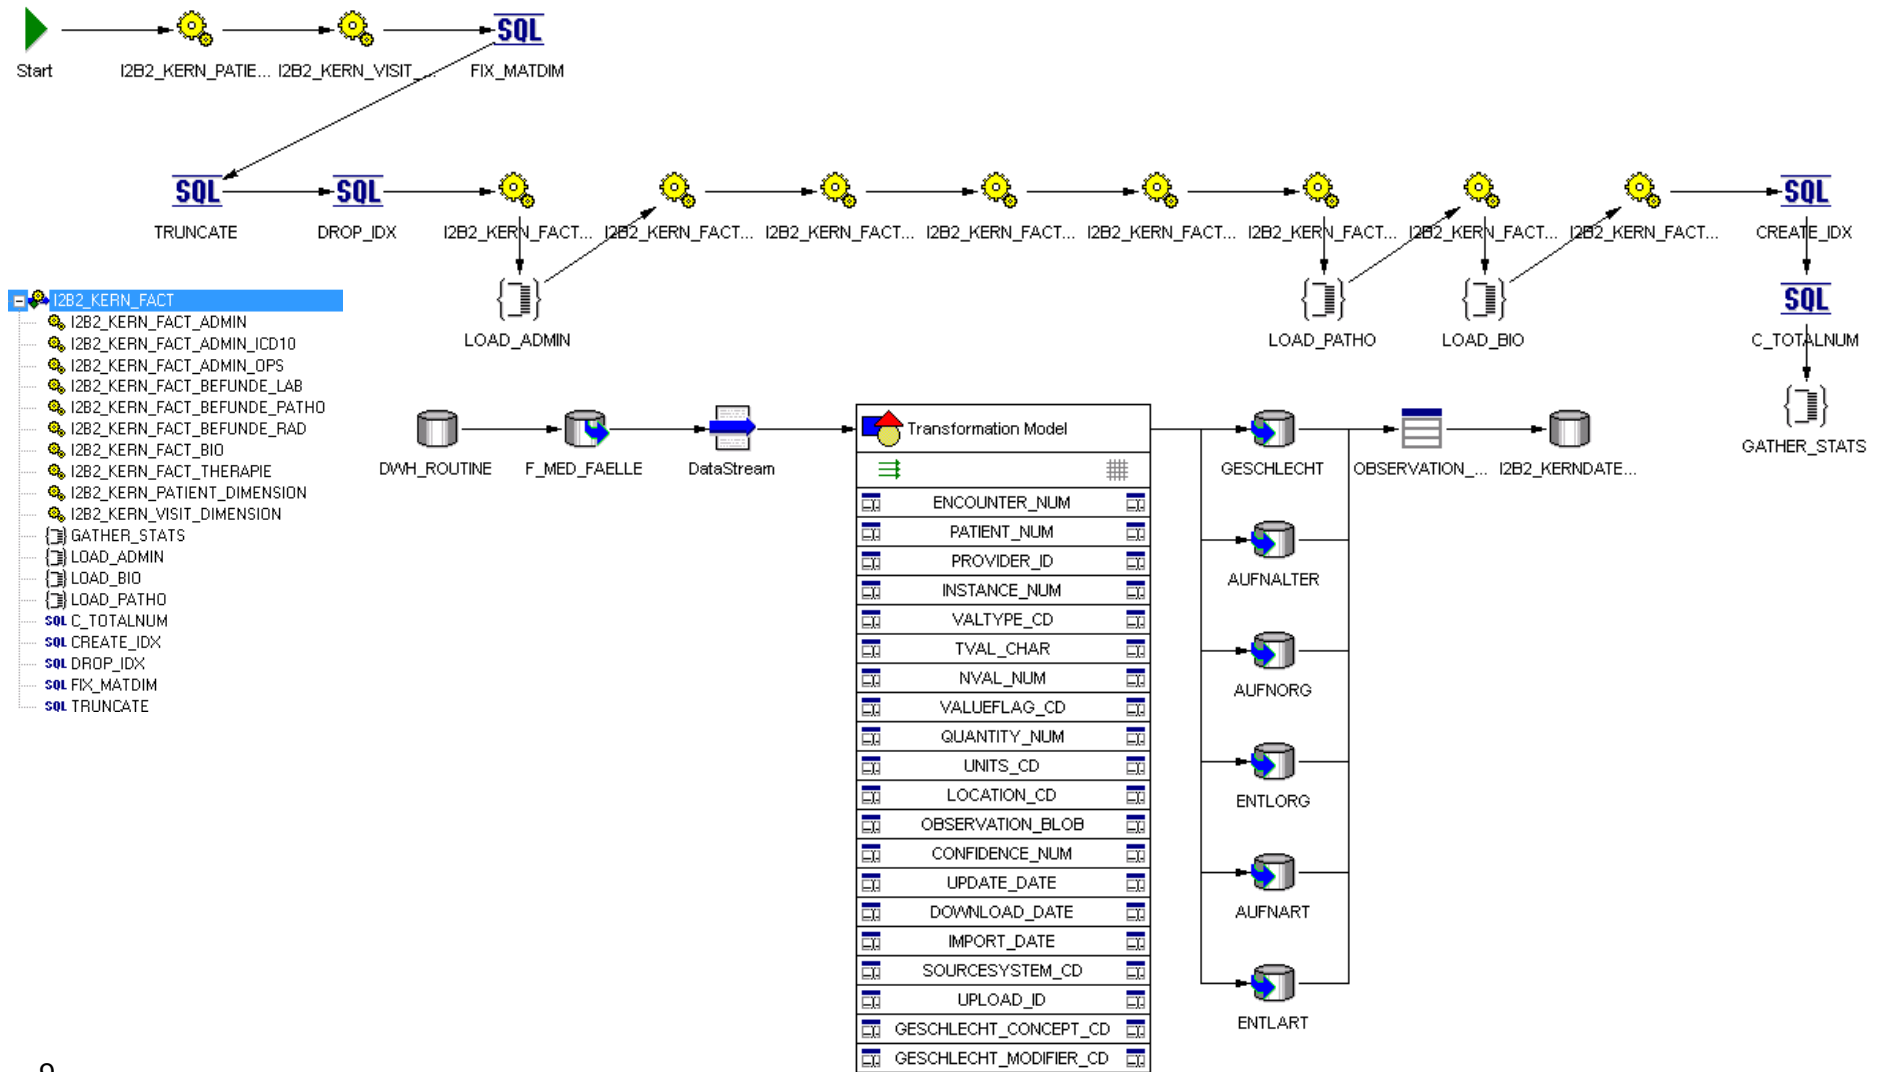 SQL
Start
I2B2_KERN_PATIE...
I2B2_KERN_VISIT_...
FIX_MATDIM
SQL
SQL
SQL
TRUNCATE
DROP_IDX
I2B2_KERN_FACT...
I2B2_KERN_FACT...
I2B2_KERN_FACT...
I2B2_KERN_FACT...
I2B2_KERN_FACT...
I2B2_KERN_FACT...
I2B2_KERN_FACT...
I2B2_KERN_FACT...
CREATE_IDX
SQL
LOAD_ADMIN
LOAD_PATHO
LOAD_BIO
C_TOTALNUM
GATHER_STATS
I2B2_KERN_FACT
I2B2_KERN_FACT_ADMIN
I2B2_KERN_FACT_ADMIN_ICD10
I2B2_KERN_FACT_ADMIN_OPS
I2B2_KERN_FACT_BEFUNDE_LAB
I2B2_KERN_FACT_BEFUNDE_PATHO
I2B2_KERN_FACT_BEFUNDE_RAD
I2B2_KERN_FACT_BIO
I2B2_KERN_FACT_THERAPIE
I2B2_KERN_PATIENT_DIMENSION
I2B2_KERN_VISIT_DIMENSION
GATHER_STATS
LOAD_ADMIN
LOAD_BIO
LOAD_PATHO
SQL C_TOTALNUM
SQL CREATE_IDX
SQL DROP_IDX
SQL FIX_MATDIM
SQL TRUNCATE
DWH_ROUTINE
F_MED_FAELLE
DataStream
Transformation Model
ENCOUNTER_NUM
PATIENT_NUM
PROVIDER_ID
INSTANCE_NUM
VALTYPE_CD
TVAL_CHAR
NVAL_NUM
VALUEFLAG_CD
QUANTITY_NUM
UNITS_CD
LOCATION_CD
OBSERVATION_BLOB
CONFIDENCE_NUM
UPDATE_DATE
DOWNLOAD_DATE
IMPORT_DATE
SOURCESYSTEM_CD
UPLOAD_ID
GESCHLECHT_CONCEPT_CD
GESCHLECHT_MODIFIER_CD
GESCHLECHT
AUFNALTER
AUFNORG
ENTLORG
AUFNART
ENTLART
OBSERVATION_...
I2B2_KERNDATE...